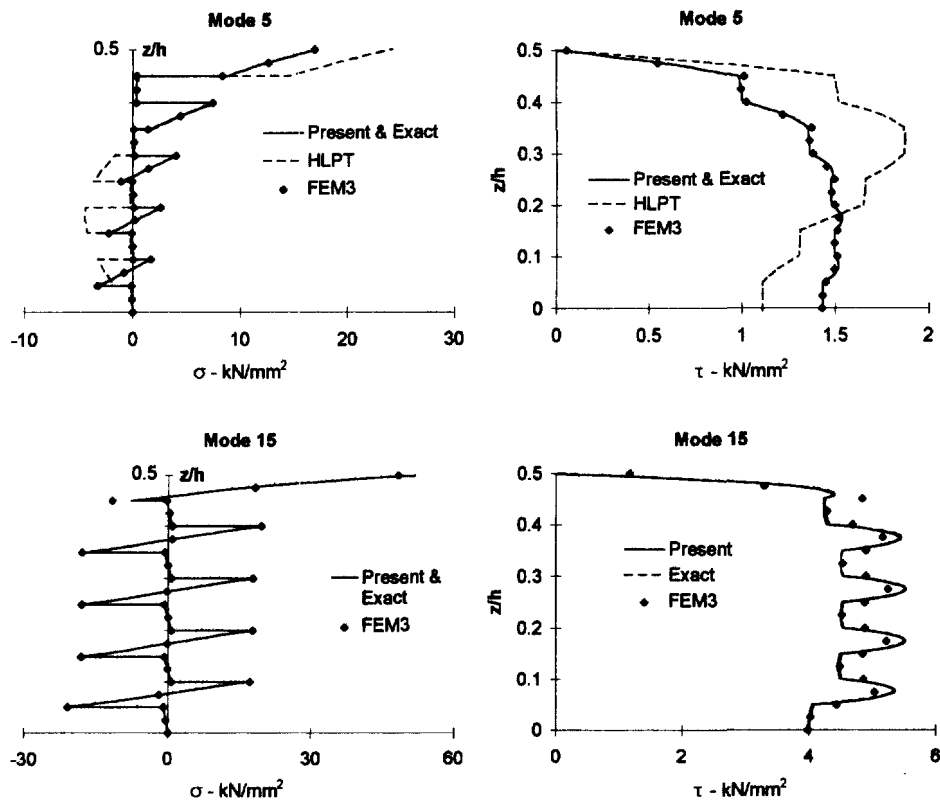 Mode 5
0.5
z/h
Present & Exact
HLPT
FEM3
-10
0
10
20
30
σ - kN/mm²
Mode 5
0.5
0.4
0.3
0.2
0.1
0
z/h
Present & Exact
HLPT
FEM3
0
0.5
1
1.5
2
τ - kN/mm²
Mode 15
0.5
z/h
Present &
Exact
FEM3
-30
0
30
60
σ - kN/mm²
Mode 15
0.5
0.4
0.3
0.2
0.1
0
z/h
Present
Exact
FEM3
0
2
4
6
τ - kN/mm²